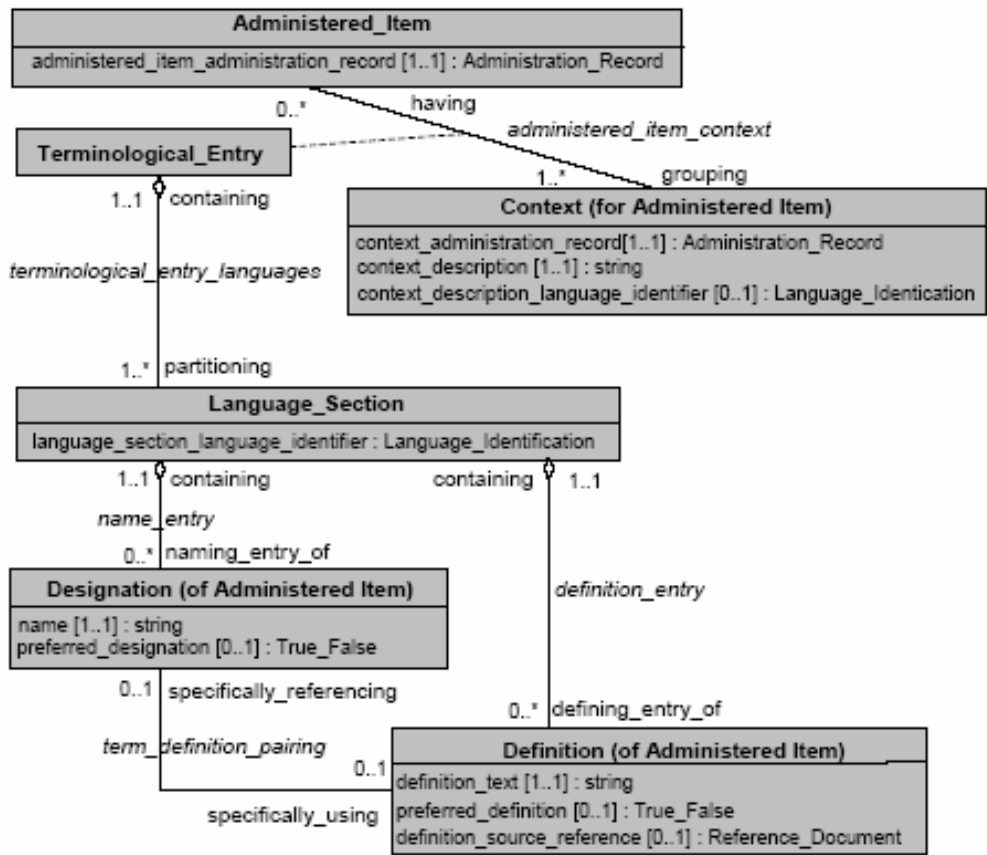 Administered_Item
administered_item_administration_record [1..1] : Administration_Record
0..*
having
administered_item_context
Terminological_Entry
1..*
grouping
1..1
containing
Context (for Administered Item)
context_administration_record[1..1] : Administration_Record
context_description [1..1] : string
context_description_language_identifier [0..1] : Language_Identication
terminological_entry_languages
1..*
partitioning
Language_Section
language_section_language_identifier : Language_Identification
1..1
containing
containing
1..1
name_entry
0..*
naming_entry_of
Designation (of Administered Item)
name [1..1] : string
preferred_designation [0..1] : True_False
definition_entry
0..1
specifically_referencing
0..*
defining_entry_of
term_definition_pairing
0..1
specifically_using
Definition (of Administered Item)
definition_text [1..1] : string
preferred_definition [0..1] : True_False
definition_source_reference [0..1] : Reference_Document